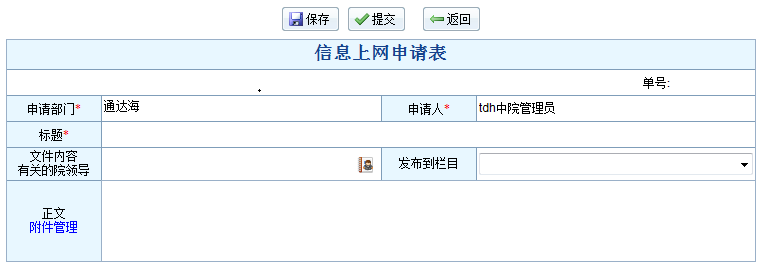 保存 提交 返回
信息上网申请表
单号:
申请部门* 通达海 申请人* tdh中院管理员
标题*
文件内容
有关的院领导 发布到栏目
正文
附件管理